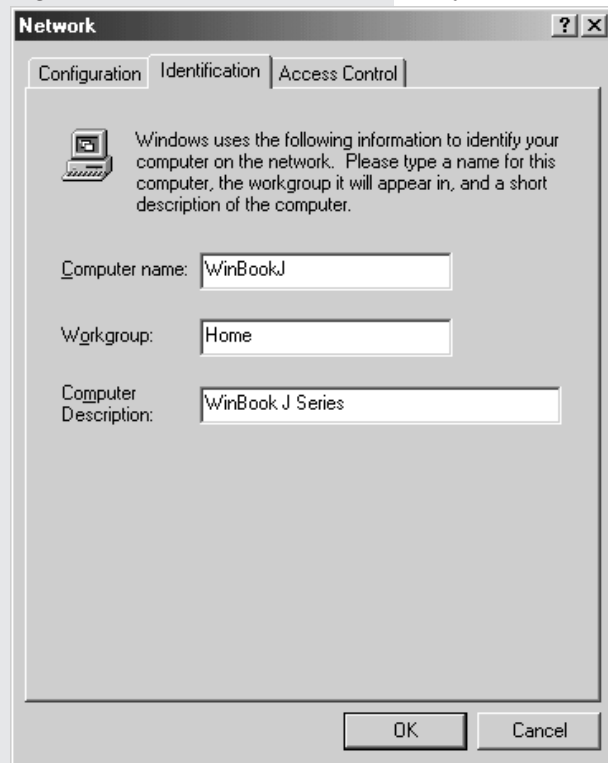 Network
? X
Configuration Identification Access Control
Windows uses the following information to identify your
computer on the network.  Please type a name for this
computer, the workgroup it will appear in, and a short
description of the computer.
Computer name: WinBookJ
Workgroup: Home
Computer
Description: WinBook J Series
OK Cancel